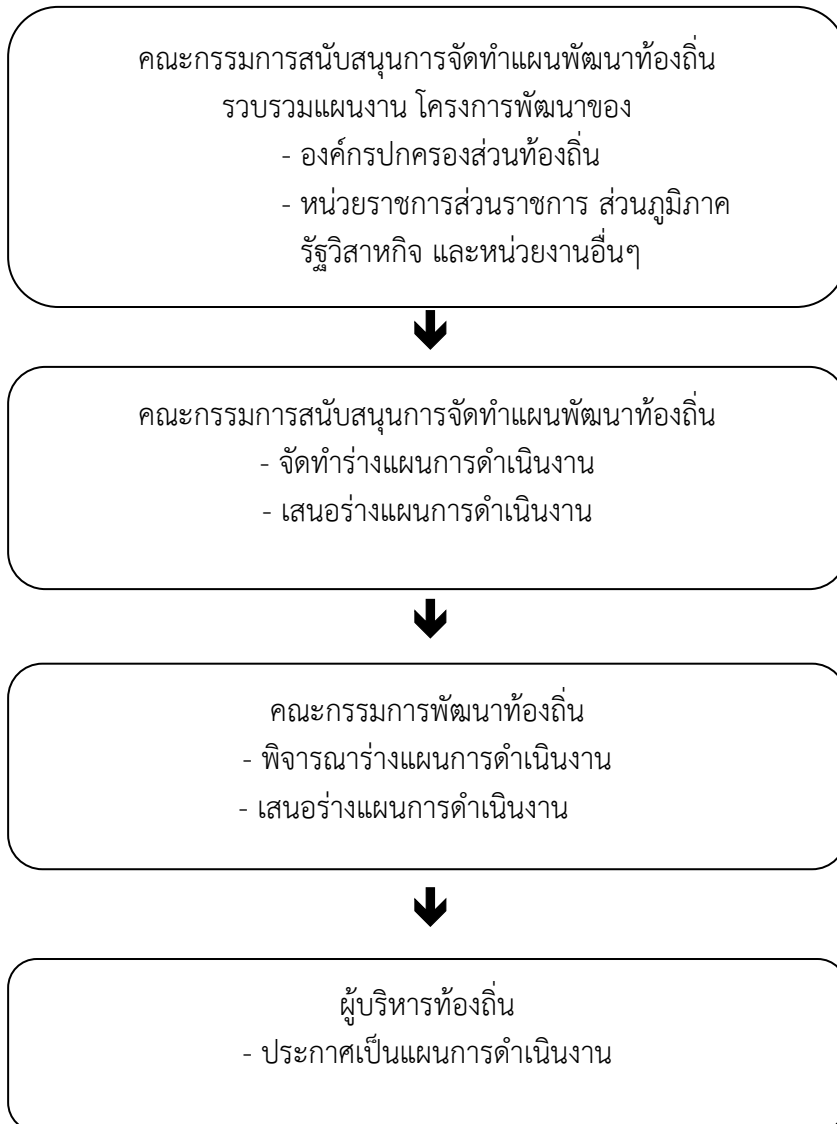 คณะกรรมการสนับสนุนการจัดทำแผนพัฒนาท้องถิ่น
รวบรวมแผนงาน โครงการพัฒนาของ
- องค์กรปกครองส่วนท้องถิ่น
- หน่วยราชการส่วนราชการ ส่วนภูมิภาค
รัฐวิสาหกิจ และหน่วยงานอื่นๆ
คณะกรรมการสนับสนุนการจัดทำแผนพัฒนาท้องถิ่น
- จัดทำร่างแผนการดำเนินงาน
- เสนอร่างแผนการดำเนินงาน
คณะกรรมการพัฒนาท้องถิ่น
- พิจารณาร่างแผนการดำเนินงาน
- เสนอร่างแผนการดำเนินงาน
ผู้บริหารท้องถิ่น
- ประกาศเป็นแผนการดำเนินงาน